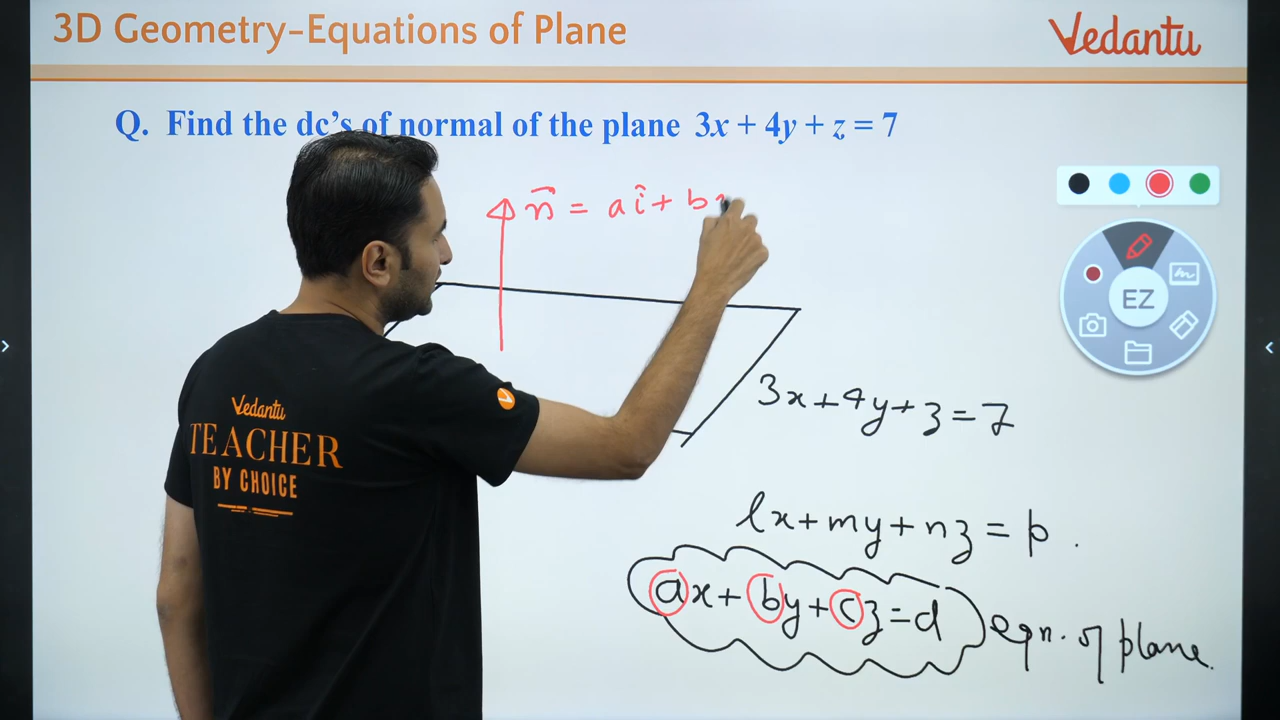 3D Geometry-Equations of Plane
Vedantu
Q. Find the dc's of normal of the plane 3x + 4y + z = 7
n⃗ = a î + b
EZ
3x+4y+z=7
Vedantu
TEACHER
BY CHOICE
lx+my+nz=p.
ax+by+cz=d eqn. of plane.